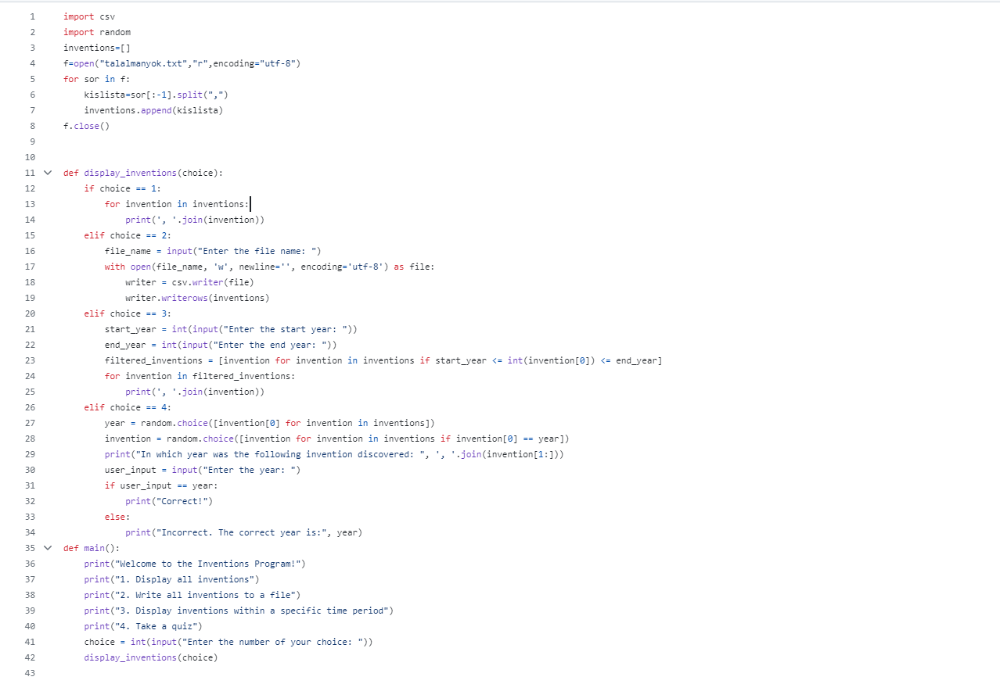 1 import csv
2 import random
3 inventions=[]
4 f=open("talalmanyok.txt","r",encoding="utf-8")
5 for sor in f:
6     kislista=sor[:-1].split(",")
7     inventions.append(kislista)
8 f.close()
9
10
11 def display_inventions(choice):
12     if choice == 1:
13         for invention in inventions:
14             print(', '.join(invention))
15     elif choice == 2:
16         file_name = input("Enter the file name: ")
17         with open(file_name, 'w', newline='', encoding='utf-8') as file:
18             writer = csv.writer(file)
19             writer.writerows(inventions)
20     elif choice == 3:
21         start_year = int(input("Enter the start year: "))
22         end_year = int(input("Enter the end year: "))
23         filtered_inventions = [invention for invention in inventions if start_year <= int(invention[0]) <= end_year]
24         for invention in filtered_inventions:
25             print(', '.join(invention))
26     elif choice == 4:
27         year = random.choice([invention[0] for invention in inventions])
28         invention = random.choice([invention for invention in inventions if invention[0] == year])
29         print("In which year was the following invention discovered: ", ', '.join(invention[1:]))
30         user_input = input("Enter the year: ")
31         if user_input == year:
32             print("Correct!")
33         else:
34             print("Incorrect. The correct year is:", year)
35 def main():
36     print("Welcome to the Inventions Program!")
37     print("1. Display all inventions")
38     print("2. Write all inventions to a file")
39     print("3. Display inventions within a specific time period")
40     print("4. Take a quiz")
41     choice = int(input("Enter the number of your choice: "))
42     display_inventions(choice)
43